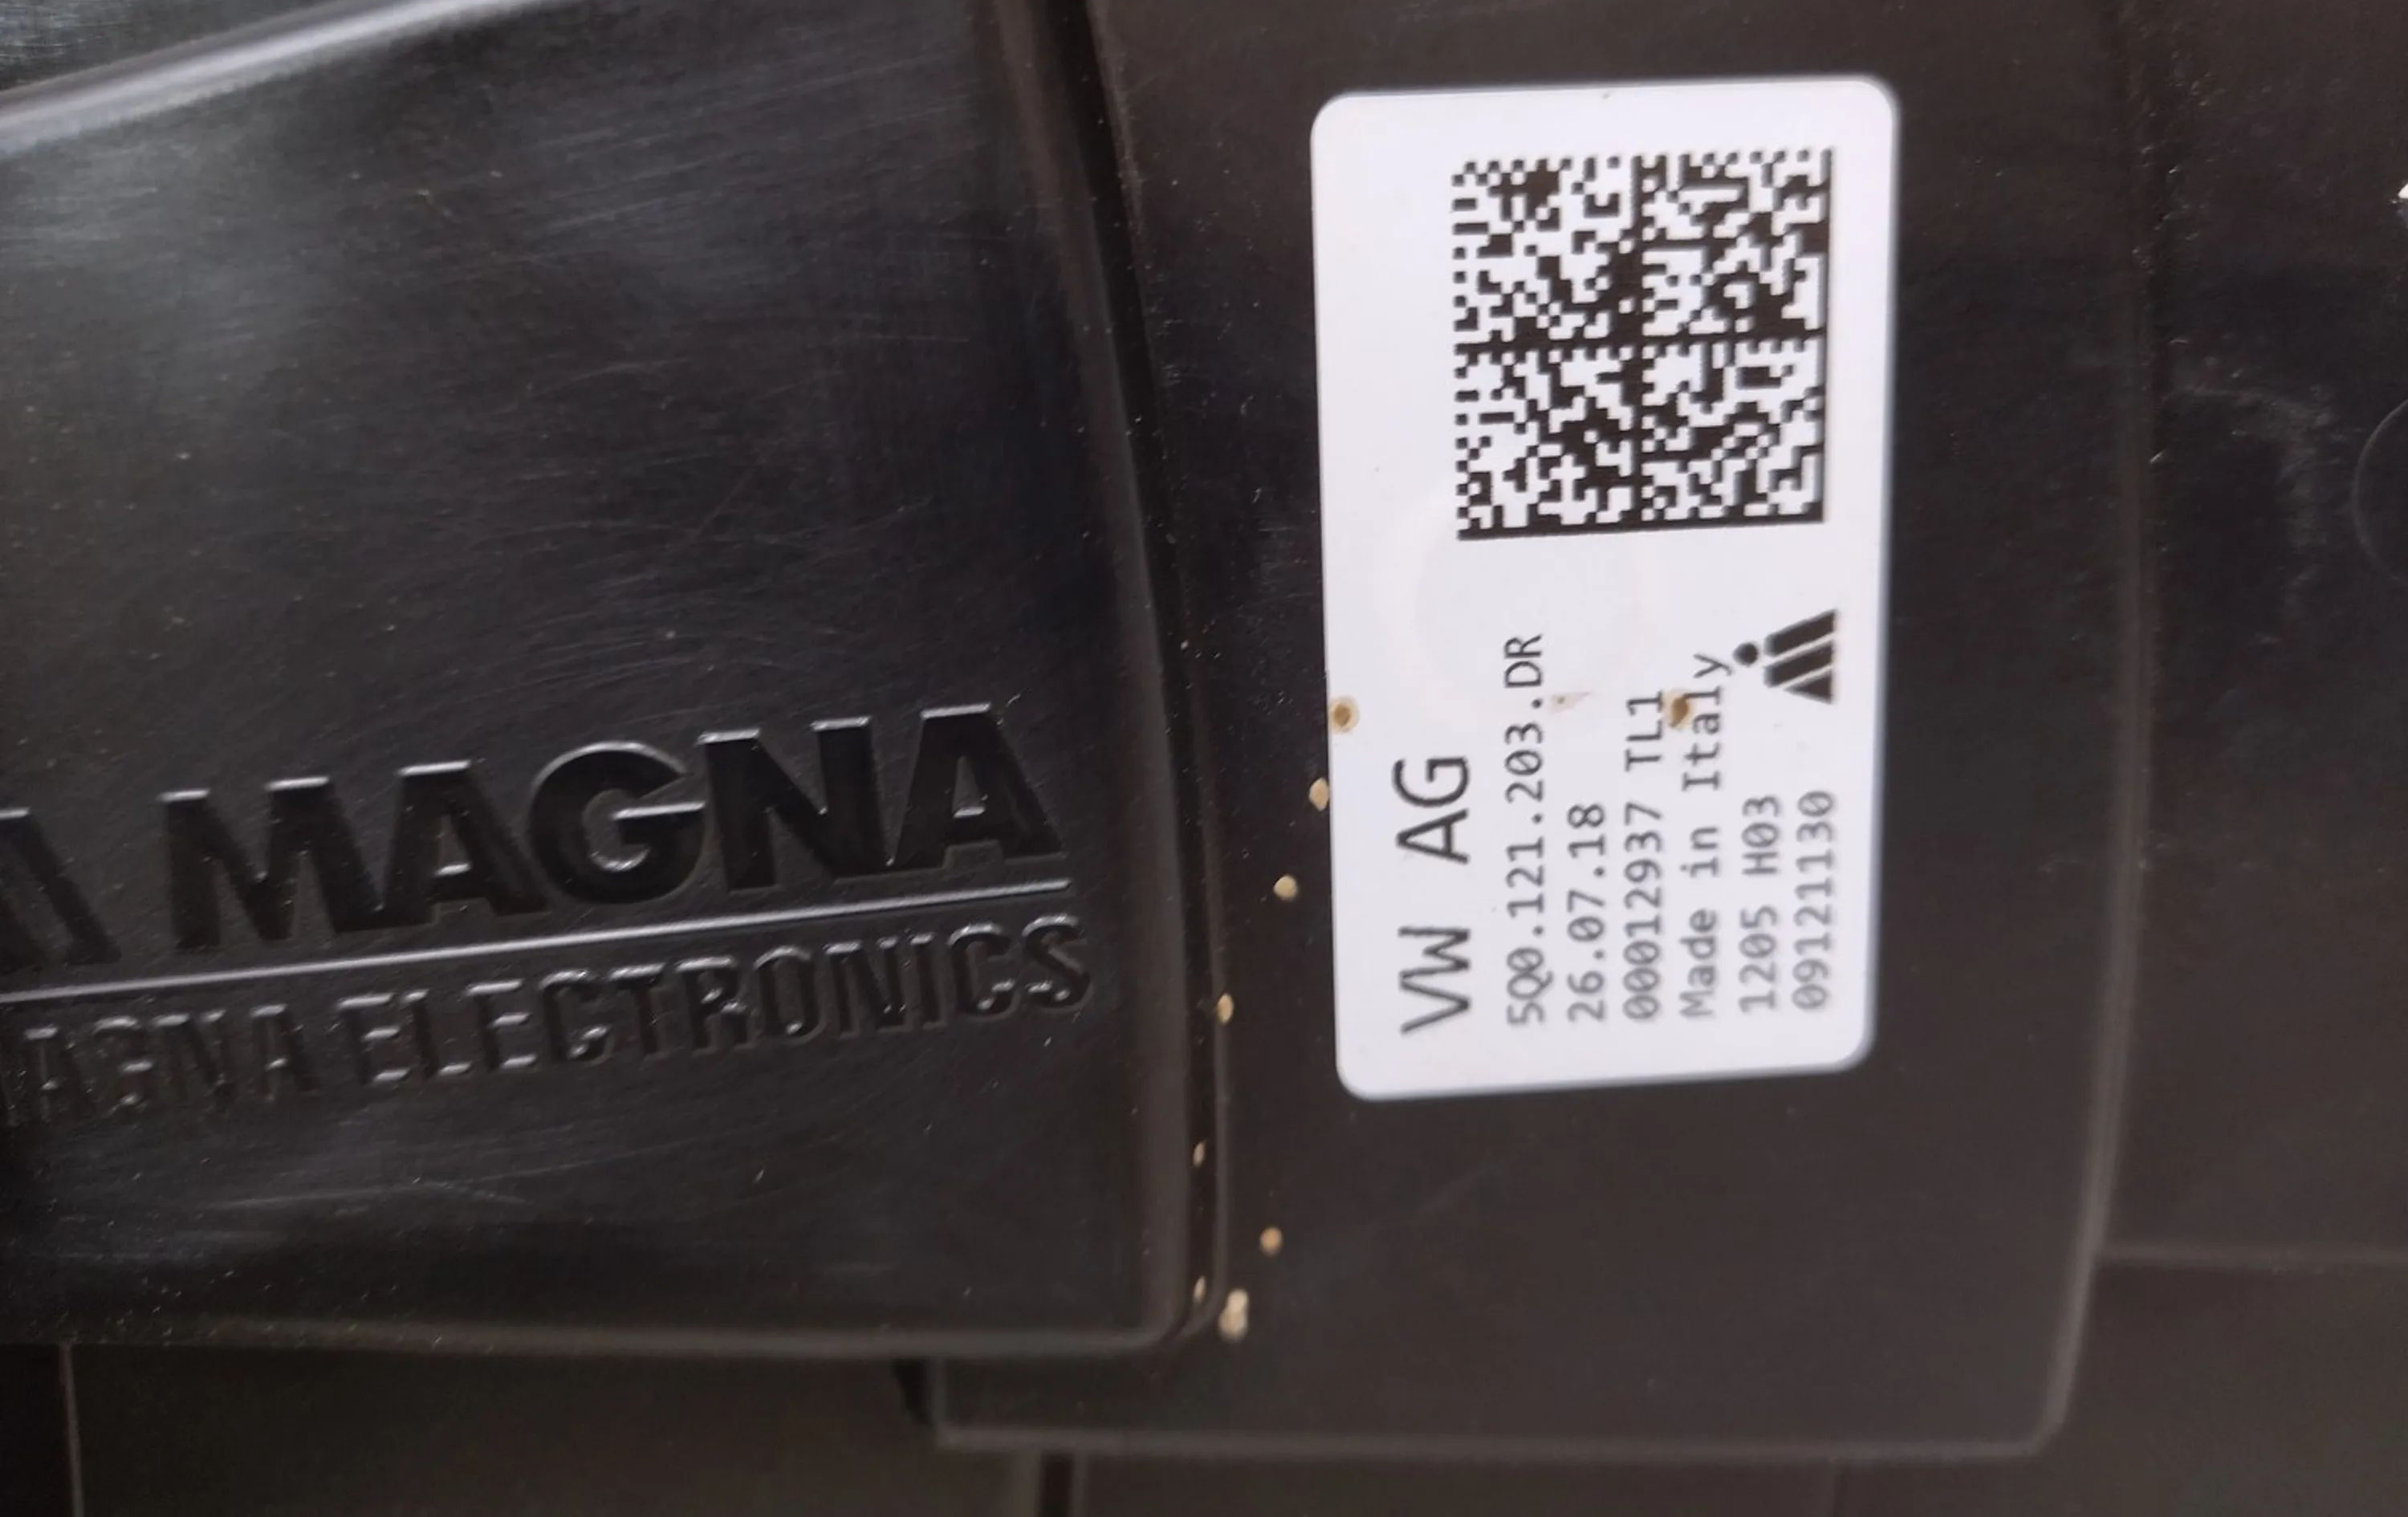 MAGNA
MAGNA ELECTRONICS
VW AG
5Q0.121.203.DR
26.07.18
00012937 TL1
Made in Italy
1205 H03
09121130